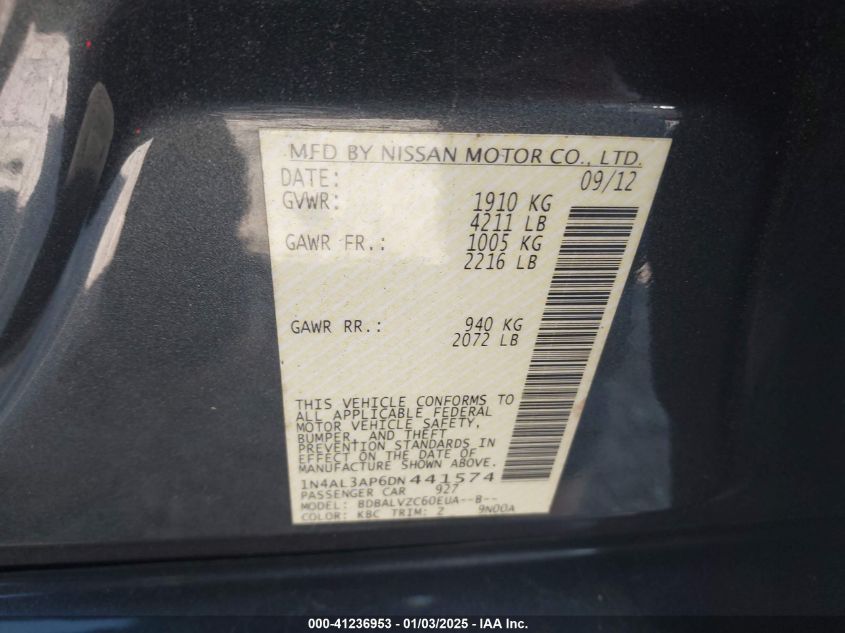 MFD BY NISSAN MOTOR CO., LTD.
DATE: 09/12
GVWR: 1910 KG
4211 LB
GAWR FR.: 1005 KG
2216 LB
GAWR RR.: 940 KG
2072 LB
THIS VEHICLE CONFORMS TO
ALL APPLICABLE FEDERAL
MOTOR VEHICLE SAFETY,
BUMPER, AND THEFT
PREVENTION STANDARDS IN
EFFECT ON THE DATE OF
MANUFACTURE SHOWN ABOVE.
1N4AL3AP6DN441574
PASSENGER CAR 927
MODEL: BDBALVZC60EUA--B--
COLOR: KBC TRIM: Z 9N00A
000-41236953 — 01/03/2025 — IAA Inc.